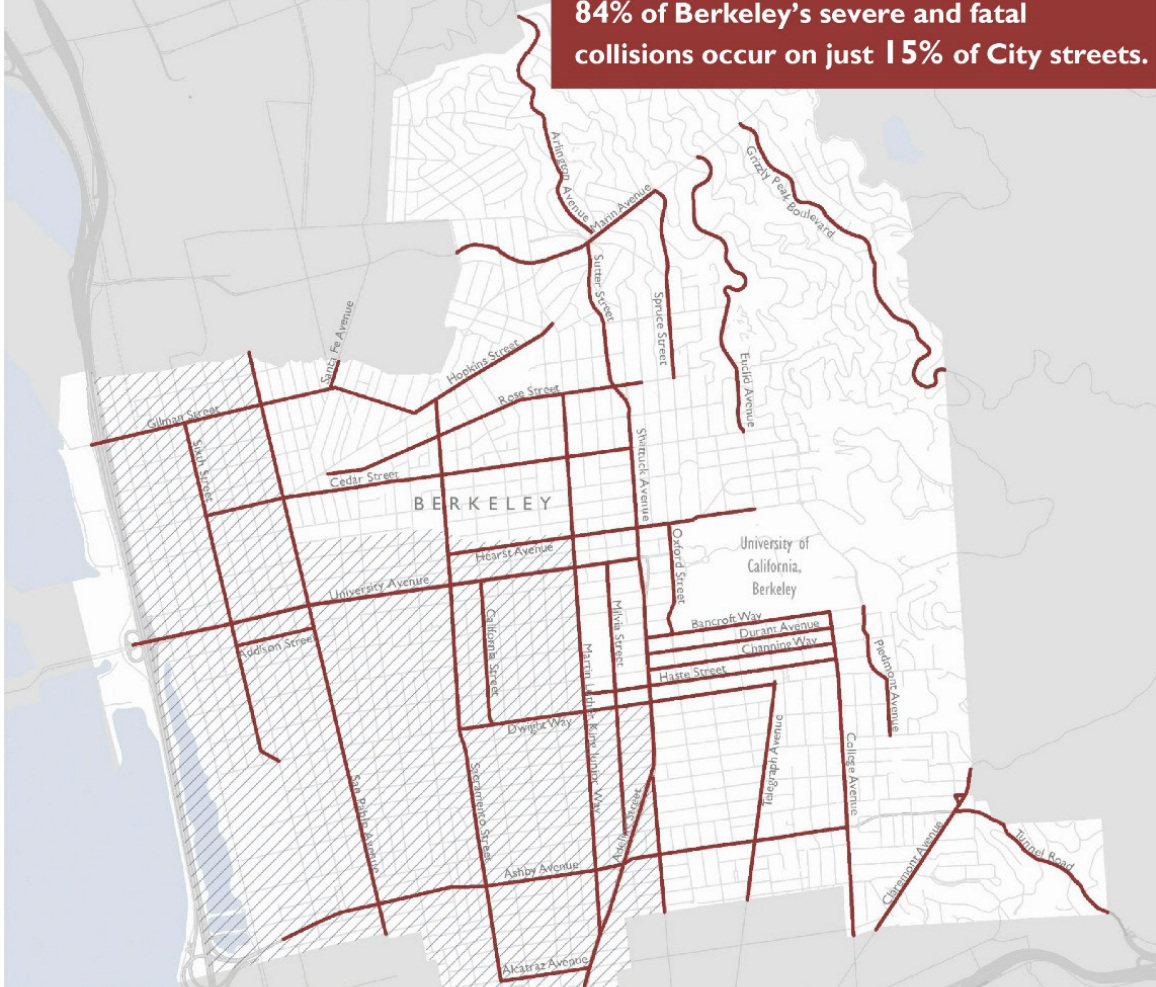 84% of Berkeley’s severe and fatal
collisions occur on just 15% of City streets.
Arlington Avenue
Marin Avenue
Grizzly Peak Boulevard
Sutter Street
Spruce Street
Euclid Avenue
Santa Fe Avenue
Hopkins Street
Rose Street
Gilman Street
Sixth Street
Cedar Street
Shattuck Avenue
BERKELEY
Hearst Avenue
Oxford Street
University of
California,
Berkeley
University Avenue
California Street
Milvia Street
Bancroft Way
Durant Avenue
Channing Way
Haste Street
Addison Street
Martin Luther King Junior Way
Piedmont Avenue
Dwight Way
Telegraph Avenue
College Avenue
San Pablo Avenue
Sacramento Street
Adeline Street
Ashby Avenue
Claremont Avenue
Tunnel Road
Alcatraz Avenue